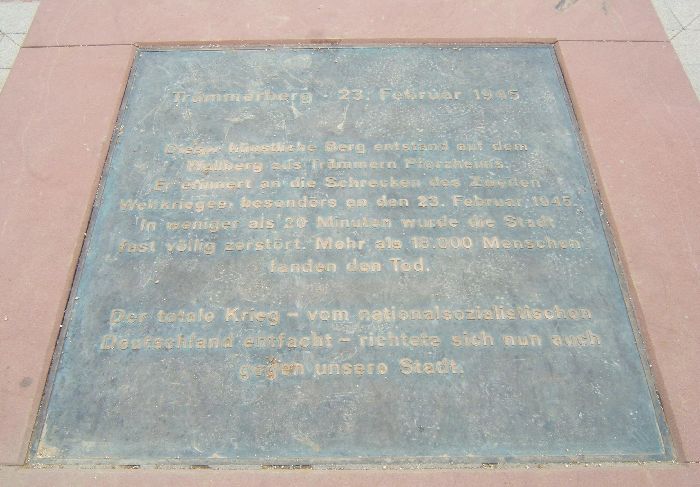 Trümmerberg · 23. Februar 1945
Dieser künstliche Berg entstand auf dem
Wallberg aus Trümmern Pforzheims.
Er erinnert an die Schrecken des Zweiten
Weltkrieges, besonders an den 23. Februar 1945.
In weniger als 20 Minuten wurde die Stadt
fast völlig zerstört. Mehr als 18.000 Menschen
fanden den Tod.
Der totale Krieg – vom nationalsozialistischen
Deutschland entfacht – richtete sich nun auch
gegen unsere Stadt.